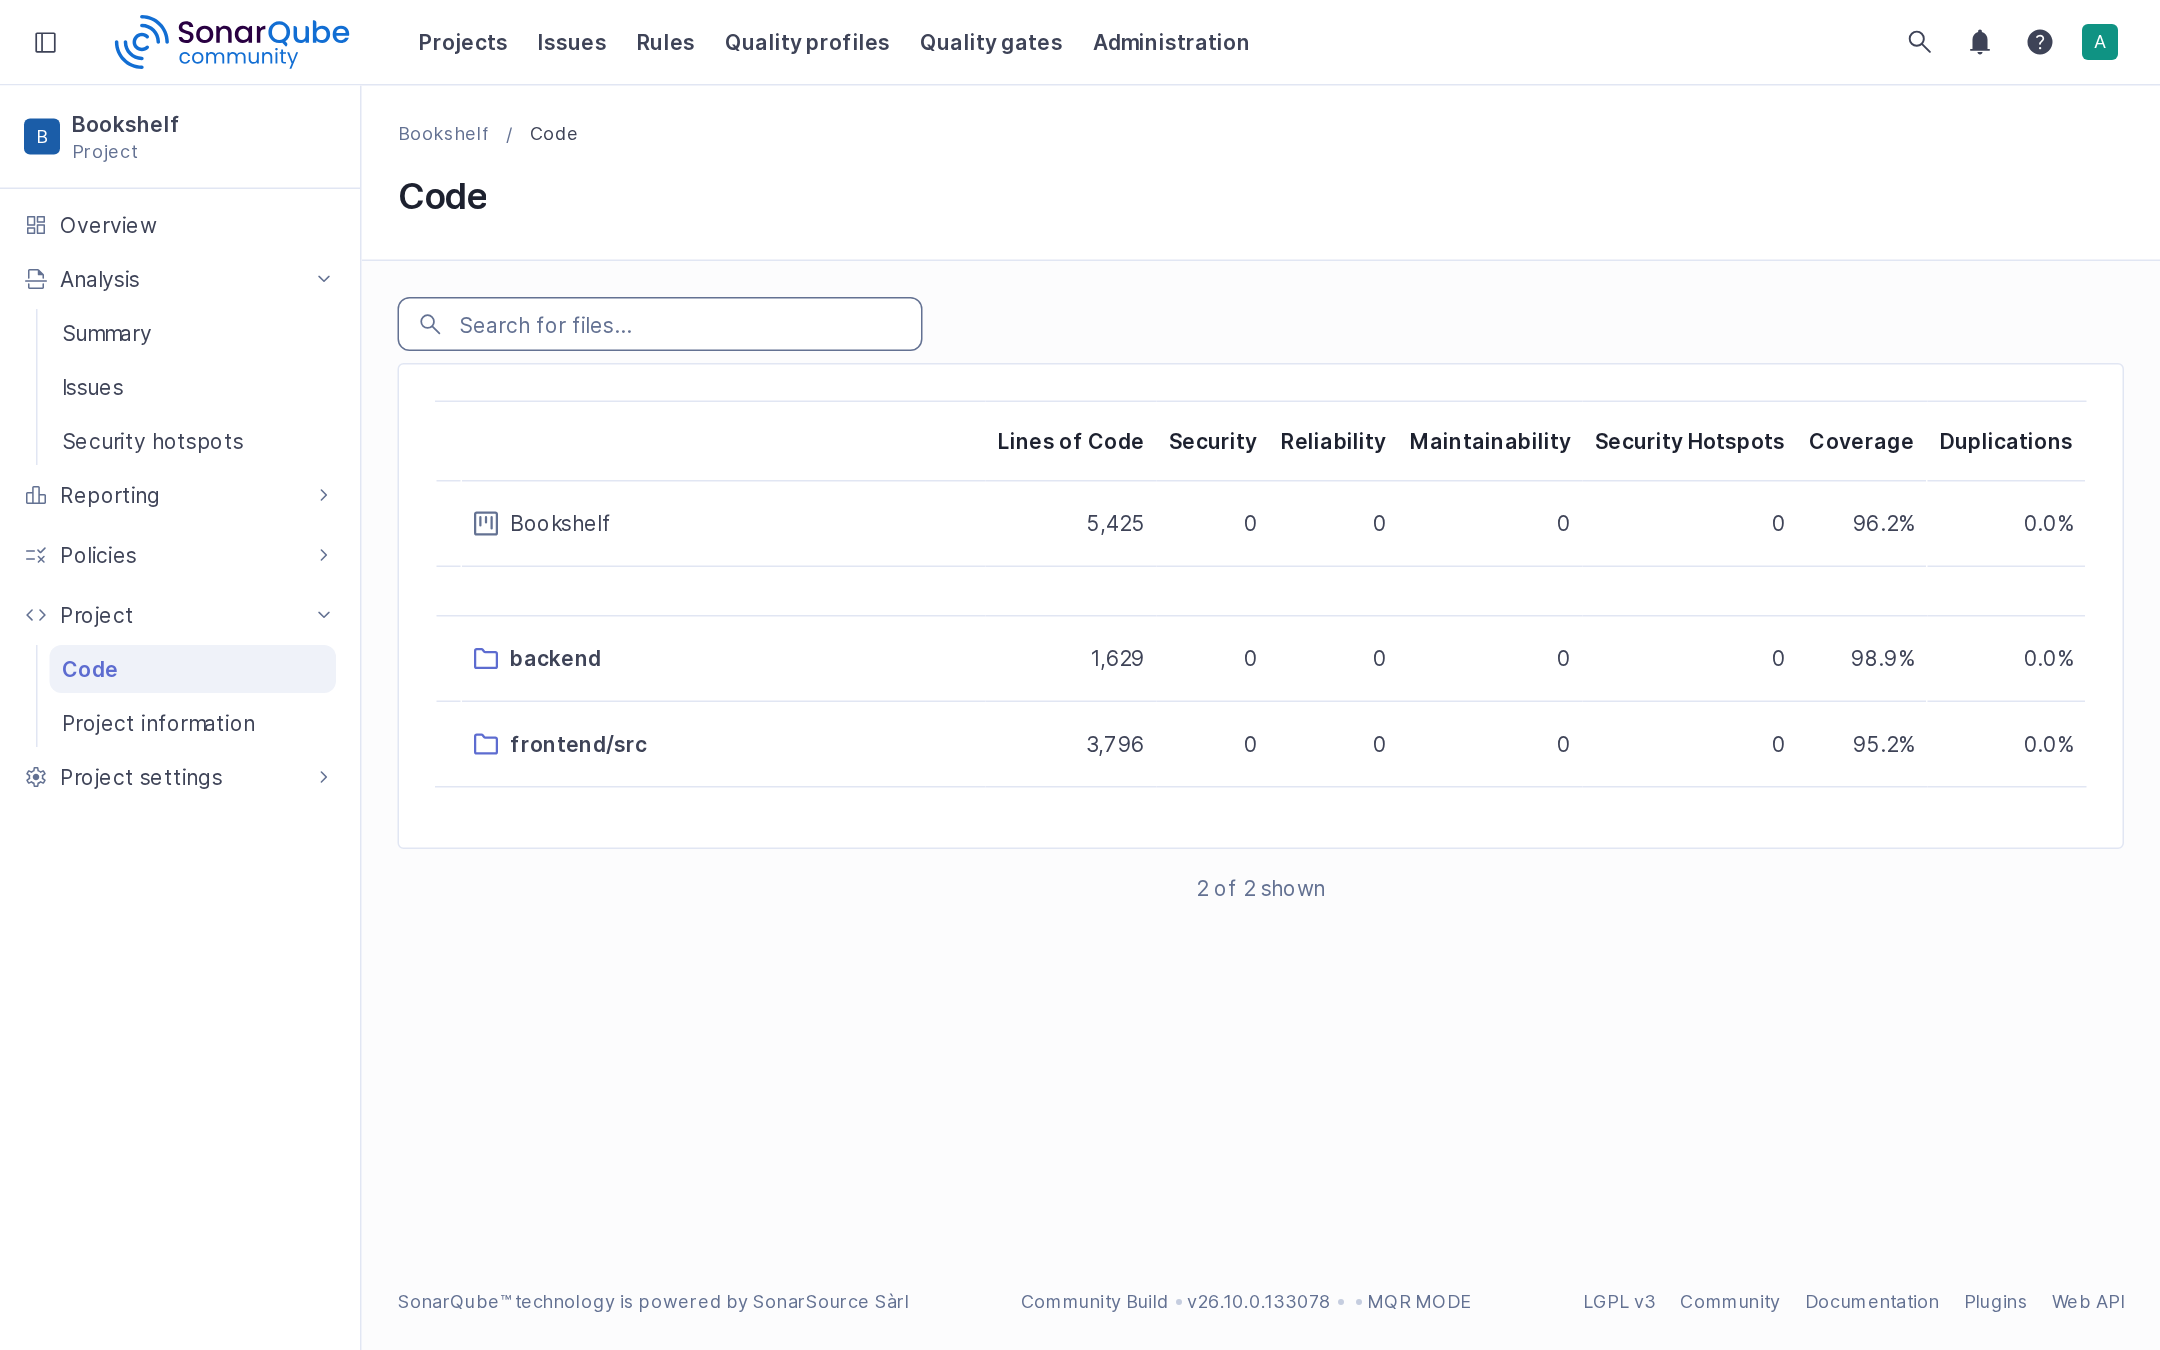 SonarQube community
Projects Issues Rules Quality profiles Quality gates Administration
A
B
Bookshelf
Project
Overview
Analysis
Summary
Issues
Security hotspots
Reporting
Policies
Project
Code
Project information
Project settings
Bookshelf / Code
Code
Search for files...
Lines of Code Security Reliability Maintainability Security Hotspots Coverage Duplications
Bookshelf 5,425 0 0 0 0 96.2% 0.0%
backend 1,629 0 0 0 0 98.9% 0.0%
frontend/src 3,796 0 0 0 0 95.2% 0.0%
2 of 2 shown
SonarQube™ technology is powered by SonarSource Sàrl
Community Build • v26.10.0.133078 • • MQR MODE
LGPL v3 Community Documentation Plugins Web API